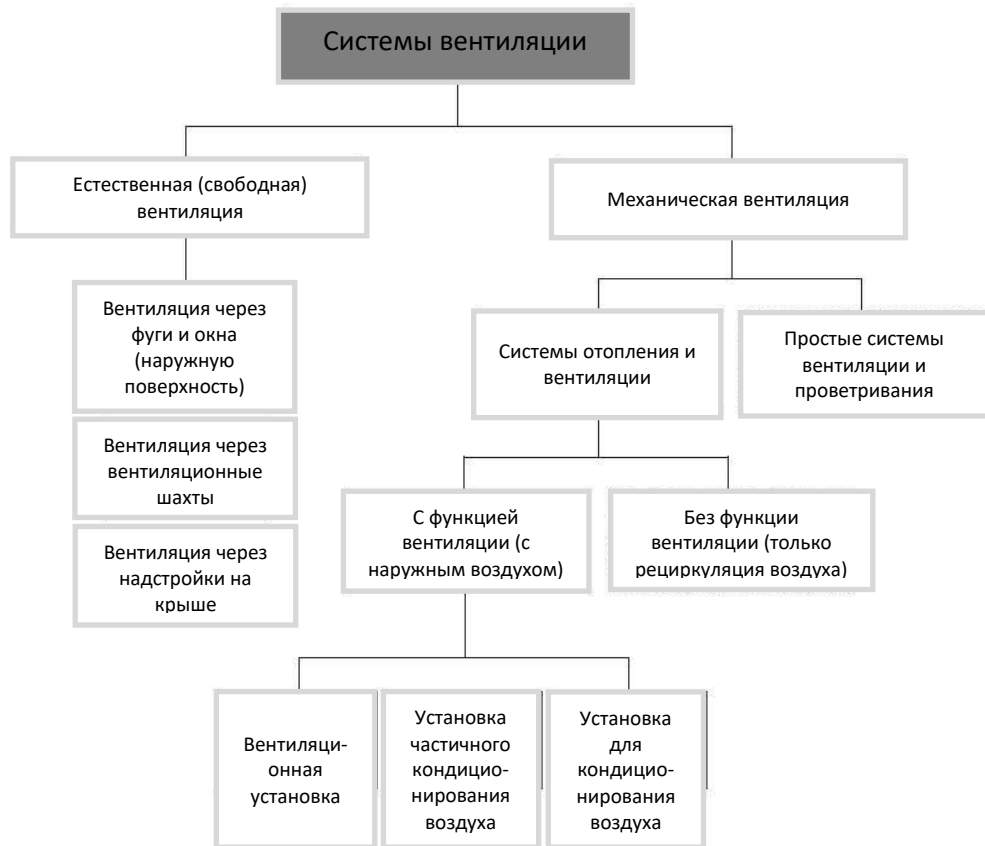 Системы вентиляции
Естественная (свободная)
вентиляция
Механическая вентиляция
Вентиляция через
фуги и окна
(наружную
поверхность)
Вентиляция через
вентиляционные
шахты
Вентиляция через
надстройки на
крыше
Системы отопления и
вентиляции
Простые системы
вентиляции и
проветривания
С функцией
вентиляции (с
наружным воздухом)
Без функции
вентиляции (только
рециркуляция воздуха)
Вентиляци-
онная
установка
Установка
частичного
кондицио-
нирования
воздуха
Установка
для
кондицио-
нирования
воздуха